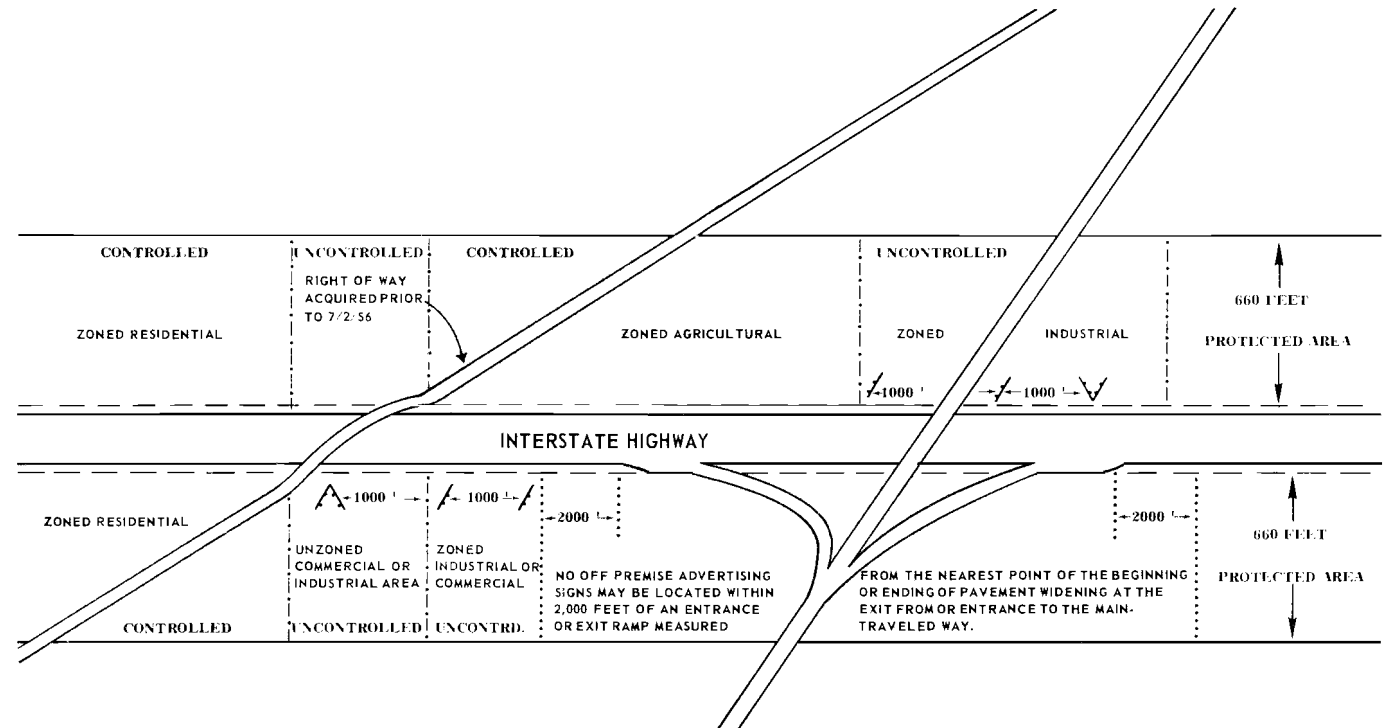 CONTROLLED
UNCONTROLLED
CONTROLLED
UNCONTROLLED
RIGHT OF WAY
ACQUIRED PRIOR
TO 7/2/56
660 FEET
PROTECTED AREA
ZONED RESIDENTIAL
ZONED AGRICULTURAL
ZONED INDUSTRIAL
1000'
1000'
INTERSTATE HIGHWAY
1000'
1000'
2000'
2000'
ZONED RESIDENTIAL
UNZONED
COMMERCIAL OR
INDUSTRIAL AREA
ZONED
INDUSTRIAL OR
COMMERCIAL
NO OFF PREMISE ADVERTISING
SIGNS MAY BE LOCATED WITHIN
2,000 FEET OF AN ENTRANCE
OR EXIT RAMP MEASURED
FROM THE NEAREST POINT OF THE BEGINNING
OR ENDING OF PAVEMENT WIDENING AT THE
EXIT FROM OR ENTRANCE TO THE MAIN-
TRAVELED WAY.
660 FEET
PROTECTED AREA
CONTROLLED
UNCONTROLLED
UNCONTRD.